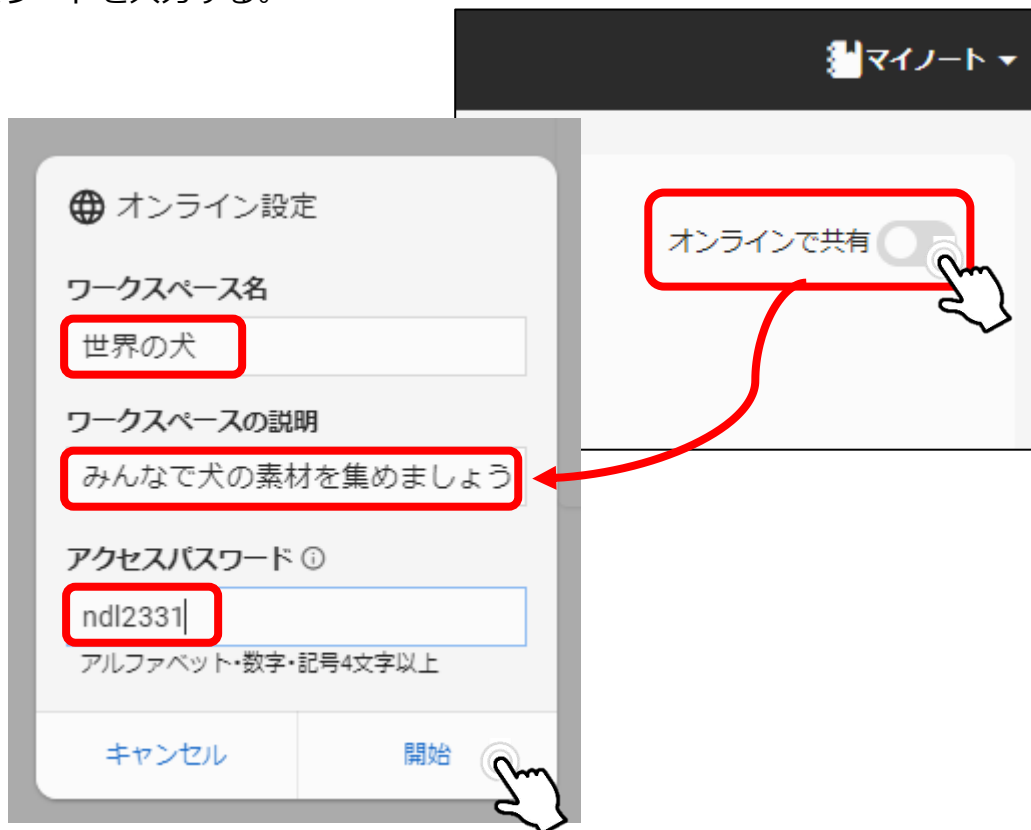 マイノート
オンラインで共有
オンライン設定
ワークスペース名
世界の犬
ワークスペースの説明
みんなで犬の素材を集めましょう
アクセスパスワード
ndl2331
アルファベット・数字・記号4文字以上
キャンセル 開始